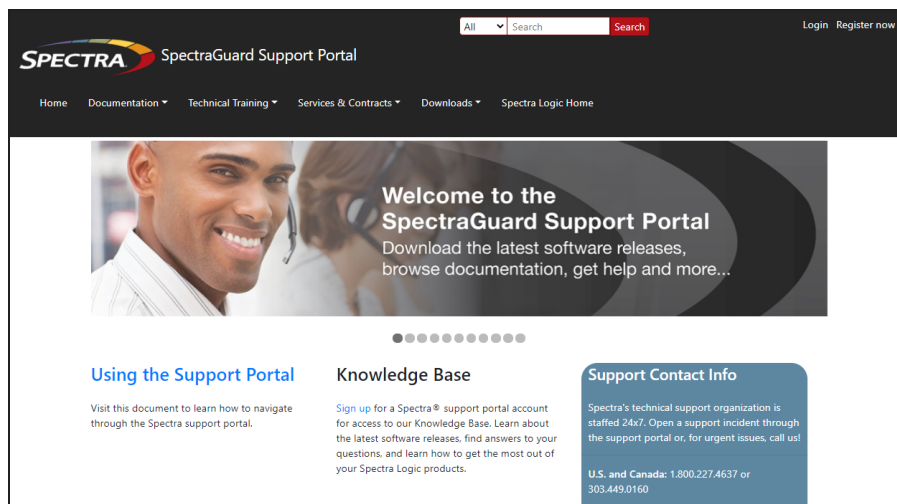 All Search Search Login Register now
SPECTRA SpectraGuard Support Portal
Home Documentation Technical Training Services & Contracts Downloads Spectra Logic Home
Welcome to the
SpectraGuard Support Portal
Download the latest software releases,
browse documentation, get help and more...
Using the Support Portal
Visit this document to learn how to navigate
through the Spectra support portal.
Knowledge Base
Sign up for a Spectra® support portal account
for access to our Knowledge Base. Learn about
the latest software releases, find answers to your
questions, and learn how to get the most out of
your Spectra Logic products.
Support Contact Info
Spectra's technical support organization is
staffed 24x7. Open a support incident through
the support portal or, for urgent issues, call us!
U.S. and Canada: 1.800.227.4637 or
303.449.0160